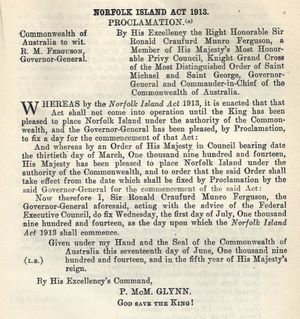 NORFOLK ISLAND ACT 1913.
PROCLAMATION.(a)
Commonwealth of
Australia to wit.
R. M. FERGUSON,
Governor-General.
By His Excellency the Right Honorable Sir
Ronald Craufurd Munro Ferguson, a
Member of His Majesty's Most Honor-
able Privy Council, Knight Grand Cross
of the Most Distinguished Order of Saint
Michael and Saint George, Governor-
General and Commander-in-Chief of the
Commonwealth of Australia.
WHEREAS by the Norfolk Island Act 1913, it is enacted that that
Act shall not come into operation until the King has been
pleased to place Norfolk Island under the authority of the Common-
wealth, and the Governor-General has been pleased, by Proclamation,
to fix a day for the commencement of that Act:
And whereas by an Order of His Majesty in Council bearing date
the thirtieth day of March, One thousand nine hundred and fourteen,
His Majesty has been pleased to place Norfolk Island under the
authority of the Commonwealth, and to order that the said Order shall
take effect from the date which shall be fixed by Proclamation by the
said Governor-General for the commencement of the said Act:
Now therefore I, Sir Ronald Craufurd Munro Ferguson, the
Governor-General aforesaid, acting with the advice of the Federal
Executive Council, do fix Wednesday, the first day of July, One thousand
nine hundred and fourteen, as the day upon which the Norfolk Island
Act 1913 shall commence.
Given under my Hand and the Seal of the Commonwealth of
Australia this seventeenth day of June, One thousand nine
(L.S.) hundred and fourteen, and in the fifth year of His Majesty's
reign.
By His Excellency's Command,
P. McM. GLYNN.
GOD SAVE THE KING!